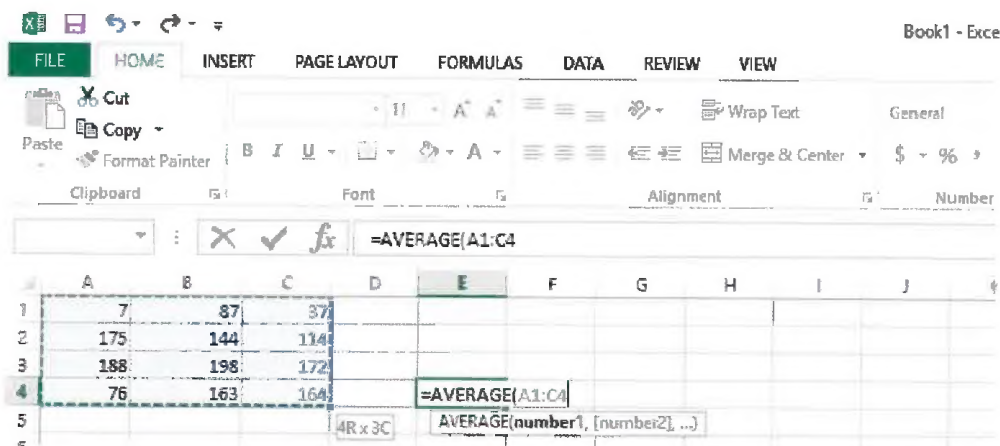 Book1 - Exce
FILE HOME INSERT PAGE LAYOUT FORMULAS DATA REVIEW VIEW
Cut
Copy
Paste
Format Painter
11 A A
Wrap Text
General
B I U A
Merge & Center
$ %
Clipboard Font Alignment Number
fx =AVERAGE(A1:C4
A B C D E F G H I J
1 7 87 37
2 175 144 114
3 188 198 172
4 76 163 164 =AVERAGE(A1:C4
5 4R x 3C AVERAGE(number1, [number2], ...)